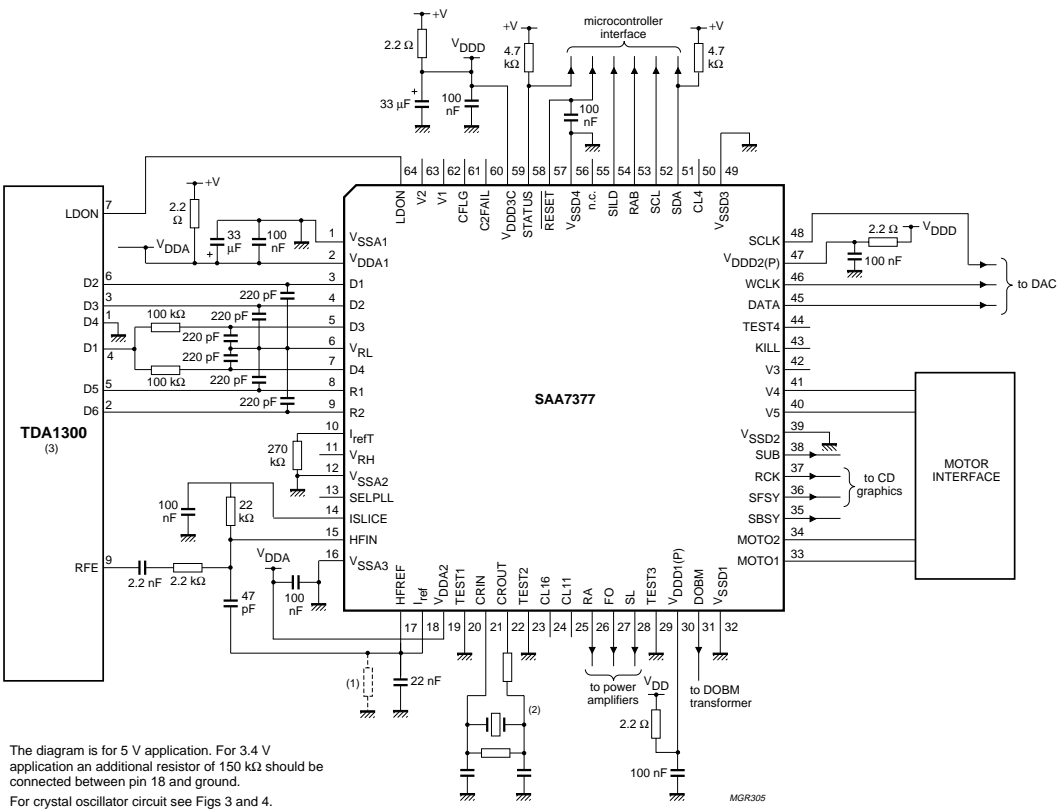 +V
2.2 Ω
VDDD
33 μF
+
100 nF
+V
4.7 kΩ
microcontroller interface
+V
4.7 kΩ
100 nF
64
63
62
61
60
59
58
57
56
55
54
53
52
51
50
49
LDON
V2
V1
CFLG
C2FAIL
VDDD3C
STATUS
RESET
VSSD4
n.c.
SILD
RAB
SCL
SDA
CL4
VSSD3
LDON
7
+V
2.2 Ω
VDDA
33 μF
+
100 nF
D2
6
D3
3
D4
1
D1
4
D5
5
D6
2
100 kΩ
100 kΩ
220 pF
220 pF
220 pF
220 pF
220 pF
220 pF
TDA1300
(3)
RFE
9
1
VSSA1
2
VDDA1
3
D1
4
D2
5
D3
6
VRL
7
D4
8
R1
9
R2
10
IrefT
11
VRH
12
VSSA2
13
SELPLL
14
ISLICE
15
HFIN
16
VSSA3
270 kΩ
100 nF
22 kΩ
2.2 nF
2.2 kΩ
47 pF
VDDA
100 nF
SAA7377
SCLK
48
VDDD2(P)
47
WCLK
46
DATA
45
TEST4
44
KILL
43
V3
42
V4
41
V5
40
VSSD2
39
SUB
38
RCK
37
SFSY
36
SBSY
35
MOTO2
34
MOTO1
33
2.2 Ω
VDDD
100 nF
to DAC
to CD graphics
MOTOR
INTERFACE
HFREF
Iref
VDDA2
TEST1
CRIN
CROUT
TEST2
CL16
CL11
RA
FO
SL
TEST3
VDDD1(P)
DOBM
VSSD1
17
18
19
20
21
22
23
24
25
26
27
28
29
30
31
32
(1)
22 nF
(2)
to power amplifiers
VDD
2.2 Ω
100 nF
to DOBM
transformer
The diagram is for 5 V application. For 3.4 V
application an additional resistor of 150 kΩ should be
connected between pin 18 and ground.
For crystal oscillator circuit see Figs 3 and 4.
MGR305